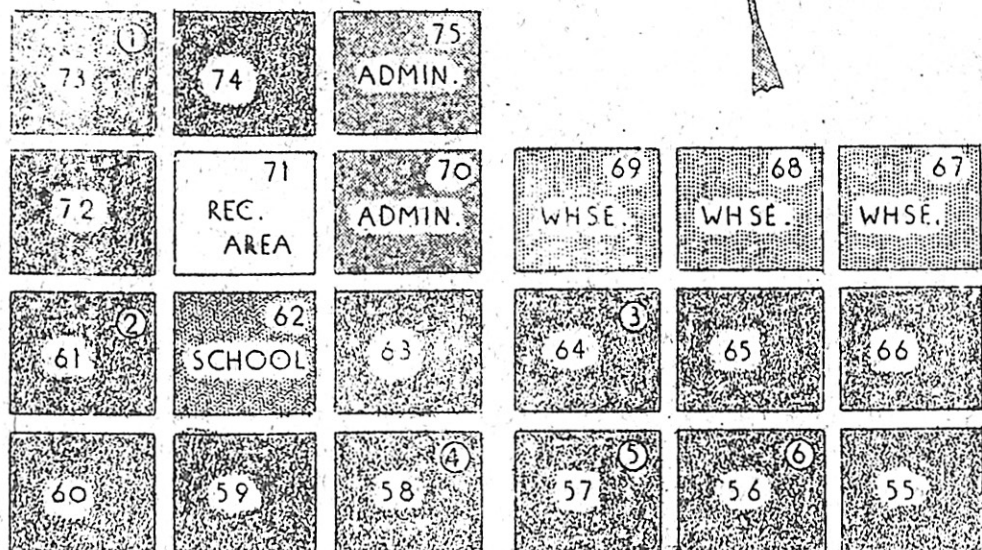 ① 73
74
75
ADMIN.
72
71
REC.
AREA
70
ADMIN.
69
WHSE.
68
WHSE.
67
WHSE.
② 61
62
SCHOOL
63
③ 64
65
66
60
59
④ 58
⑤ 57
⑥ 56
55